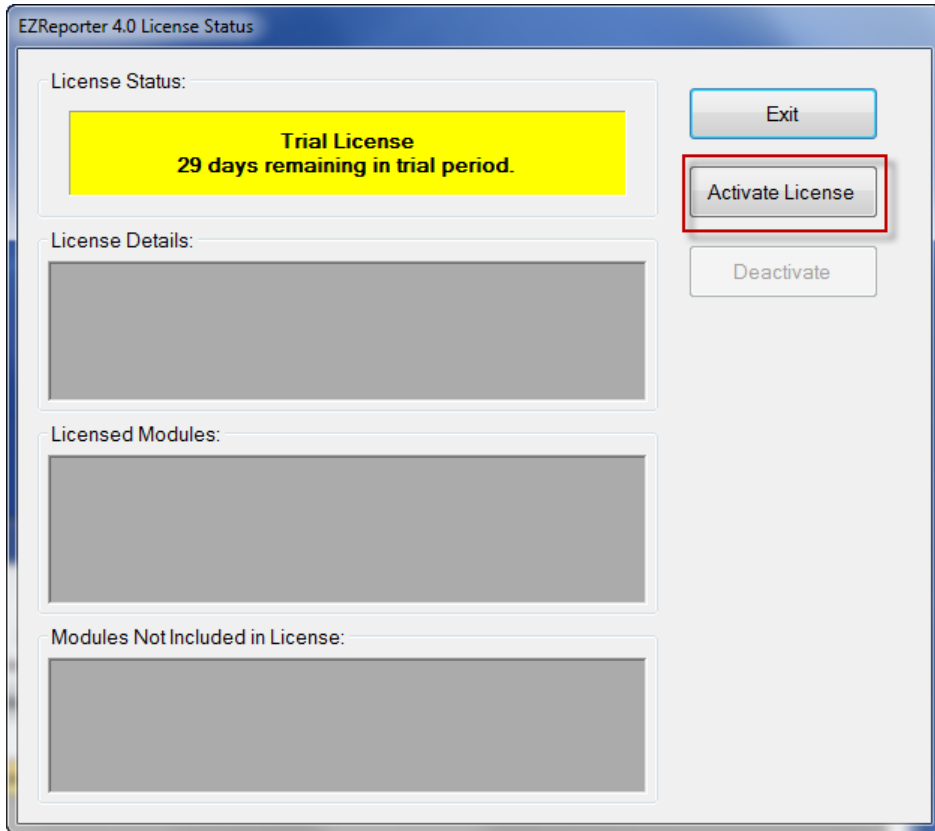 EZReporter 4.0 License Status
License Status:
Trial License
29 days remaining in trial period.
Exit
Activate License
Deactivate
License Details:
Licensed Modules:
Modules Not Included in License: